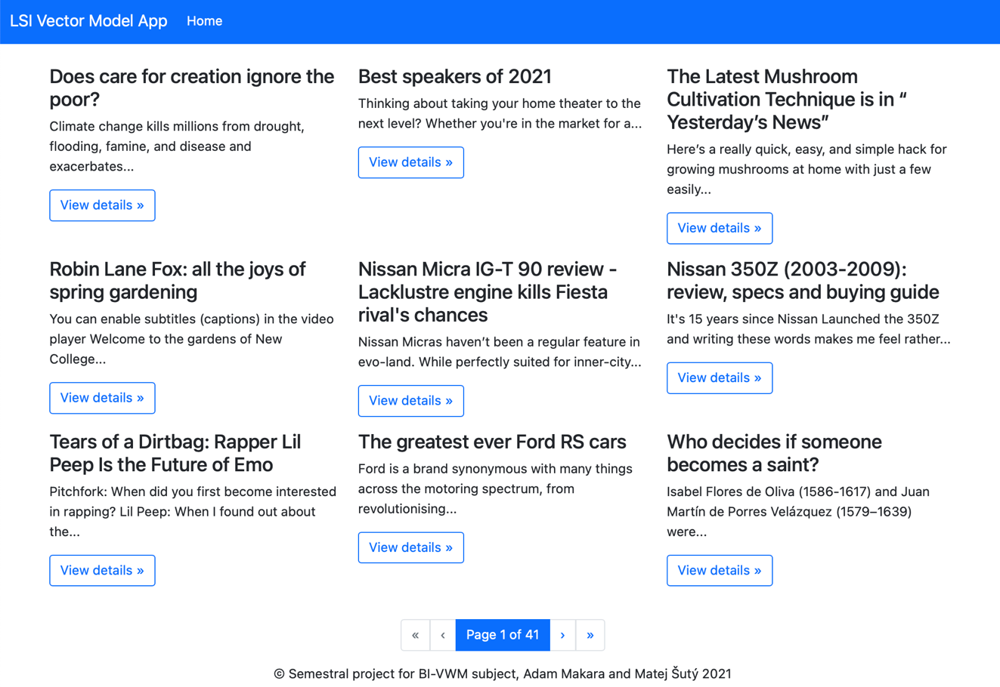 LSI Vector Model App Home
Does care for creation ignore the
poor?
Climate change kills millions from drought,
flooding, famine, and disease and
exacerbates...
View details »
Best speakers of 2021
Thinking about taking your home theater to the
next level? Whether you're in the market for a...
View details »
The Latest Mushroom
Cultivation Technique is in “
Yesterday’s News”
Here’s a really quick, easy, and simple hack for
growing mushrooms at home with just a few
easily...
View details »
Robin Lane Fox: all the joys of
spring gardening
You can enable subtitles (captions) in the video
player Welcome to the gardens of New
College...
View details »
Nissan Micra IG-T 90 review -
Lacklustre engine kills Fiesta
rival's chances
Nissan Micras haven’t been a regular feature in
evo-land. While perfectly suited for inner-city...
View details »
Nissan 350Z (2003-2009):
review, specs and buying guide
It's 15 years since Nissan Launched the 350Z
and writing these words makes me feel rather...
View details »
Tears of a Dirtbag: Rapper Lil
Peep Is the Future of Emo
Pitchfork: When did you first become interested
in rapping? Lil Peep: When I found out about
the...
View details »
The greatest ever Ford RS cars
Ford is a brand synonymous with many things
across the motoring spectrum, from
revolutionising...
View details »
Who decides if someone
becomes a saint?
Isabel Flores de Oliva (1586-1617) and Juan
Martín de Porres Velázquez (1579–1639)
were...
View details »
« ‹ Page 1 of 41 › »
© Semestral project for BI-VWM subject, Adam Makara and Matej Šutý 2021